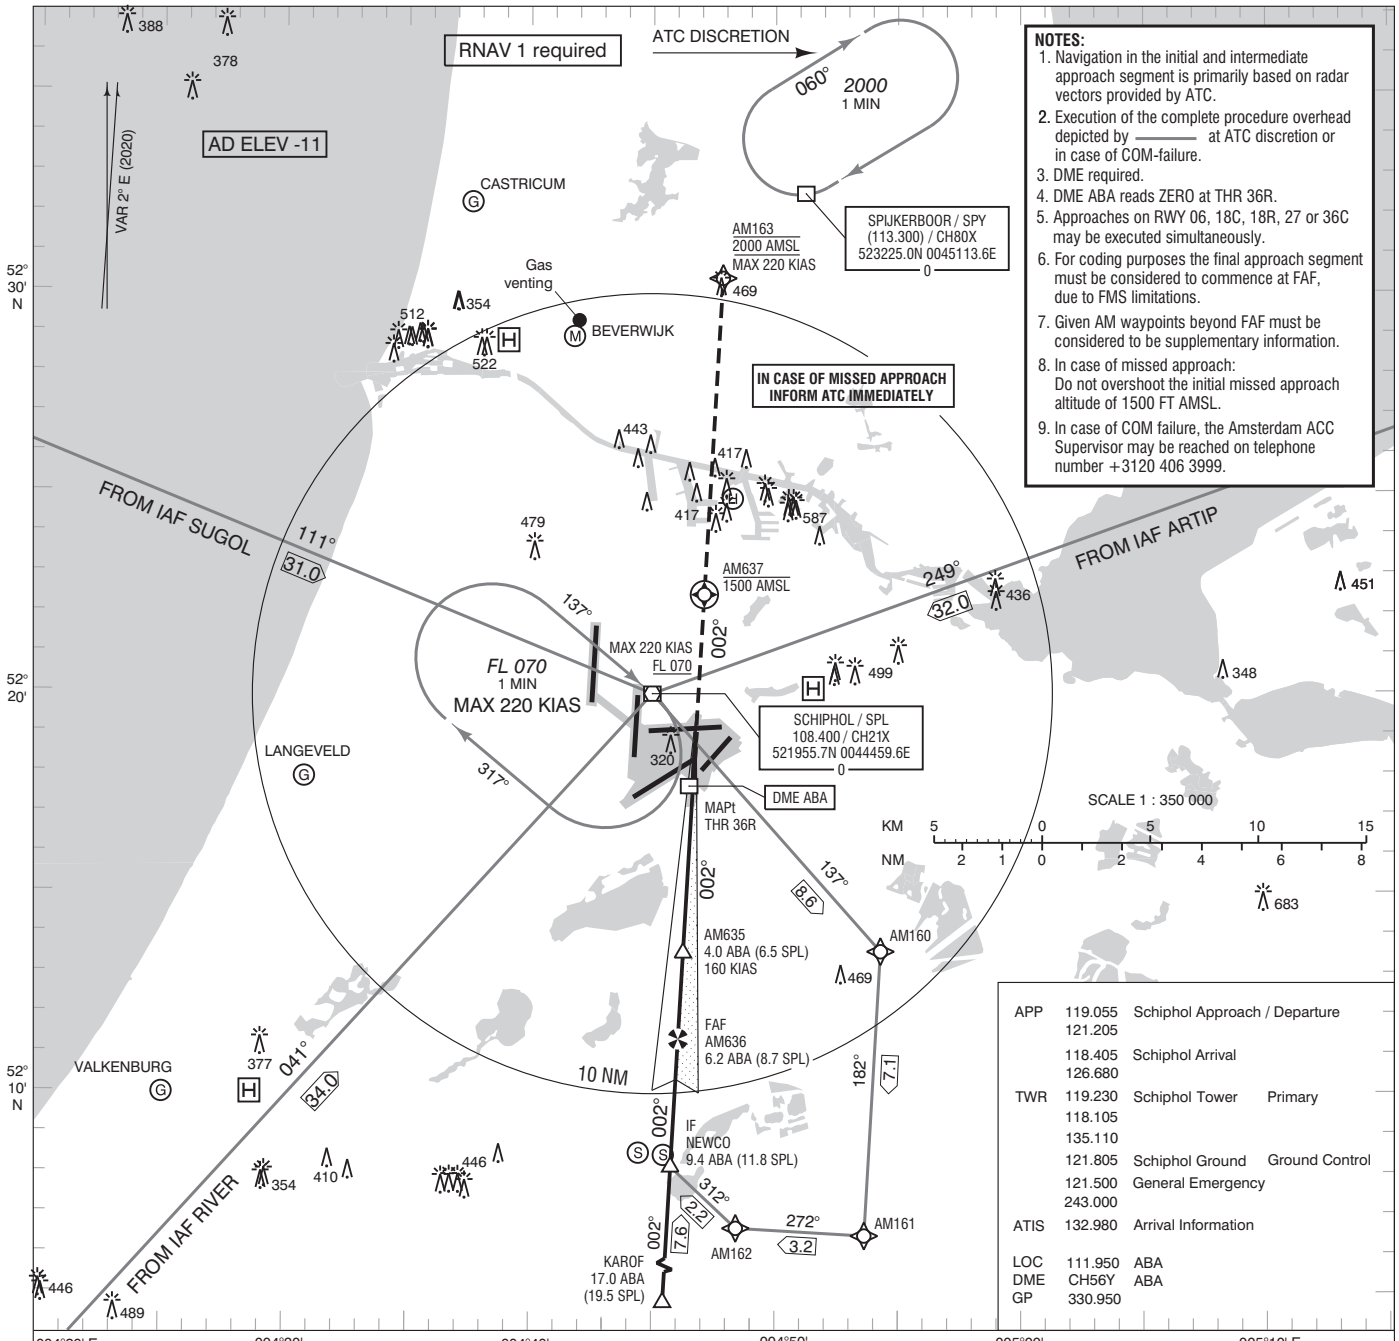 388
378
RNAV 1 required
ATC DISCRETION
060°
2000
1 MIN
AD ELEV -11
VAR 2° E (2020)
NOTES:
1. Navigation in the initial and intermediate
approach segment is primarily based on radar
vectors provided by ATC.
2. Execution of the complete procedure overhead
depicted by at ATC discretion or
in case of COM-failure.
3. DME required.
4. DME ABA reads ZERO at THR 36R.
5. Approaches on RWY 06, 18C, 18R, 27 or 36C
may be executed simultaneously.
6. For coding purposes the final approach segment
must be considered to commence at FAF,
due to FMS limitations.
7. Given AM waypoints beyond FAF must be
considered to be supplementary information.
8. In case of missed approach:
Do not overshoot the initial missed approach
altitude of 1500 FT AMSL.
9. In case of COM failure, the Amsterdam ACC
Supervisor may be reached on telephone
number +3120 406 3999.
CASTRICUM
G
SPIJKERBOOR / SPY
(113.300) / CH80X
523225.0N 0045113.6E
0
AM163
2000 AMSL
MAX 220 KIAS
469
52°
30'
N
Gas
venting
354
512
522
H
M
BEVERWIJK
IN CASE OF MISSED APPROACH
INFORM ATC IMMEDIATELY
443
417
417
H
587
479
FROM IAF SUGOL
111°
31.0
FROM IAF ARTIP
249°
32.0
436
451
AM637
1500 AMSL
002°
137°
MAX 220 KIAS
FL 070
FL 070
1 MIN
MAX 220 KIAS
317°
H
499
348
52°
20'
SCHIPHOL / SPL
108.400 / CH21X
521955.7N 0044459.6E
0
LANGEVELD
G
320
DME ABA
MAPt
THR 36R
SCALE 1 : 350 000
KM 5 0 5 10 15
NM 2 1 0 2 4 6 8
002°
137°
8.6
683
AM635
4.0 ABA (6.5 SPL)
160 KIAS
AM160
469
FAF
AM636
6.2 ABA (8.7 SPL)
182°
7.1
377
VALKENBURG
G
H
041°
34.0
52°
10'
N
10 NM
002°
IF
NEWCO
9.4 ABA (11.8 SPL)
S
S
446
354
410
312°
2.2
272°
3.2
AM162
AM161
002°
7.6
FROM IAF RIVER
KAROF
17.0 ABA
(19.5 SPL)
446
489
APP 119.055 Schiphol Approach / Departure
121.205
118.405 Schiphol Arrival
126.680
TWR 119.230 Schiphol Tower Primary
118.105
135.110
121.805 Schiphol Ground Ground Control
121.500 General Emergency
243.000
ATIS 132.980 Arrival Information
LOC 111.950 ABA
DME CH56Y ABA
GP 330.950